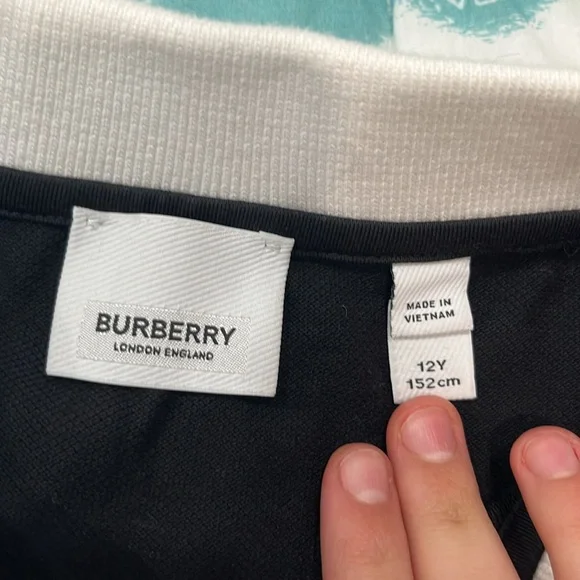 BURBERRY
LONDON ENGLAND
MADE IN
VIETNAM
12Y
152cm